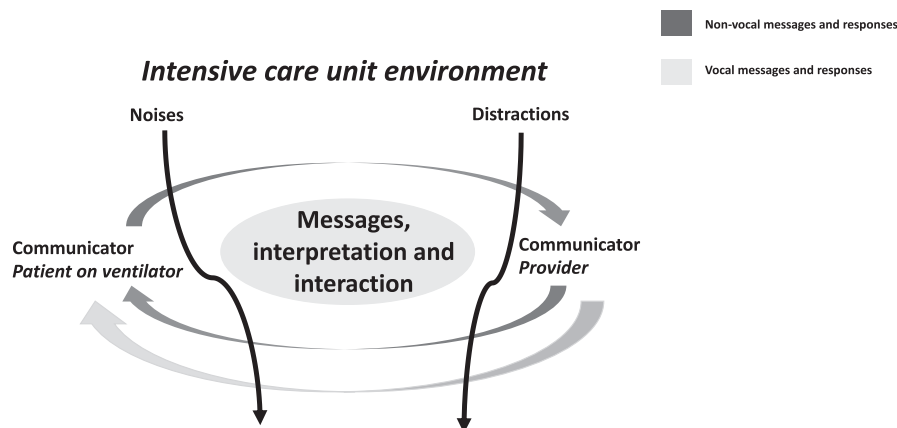 Non-vocal messages and responses
Vocal messages and responses
Intensive care unit environment
Noises
Distractions
Messages,
interpretation and
interaction
Communicator
Patient on ventilator
Communicator
Provider